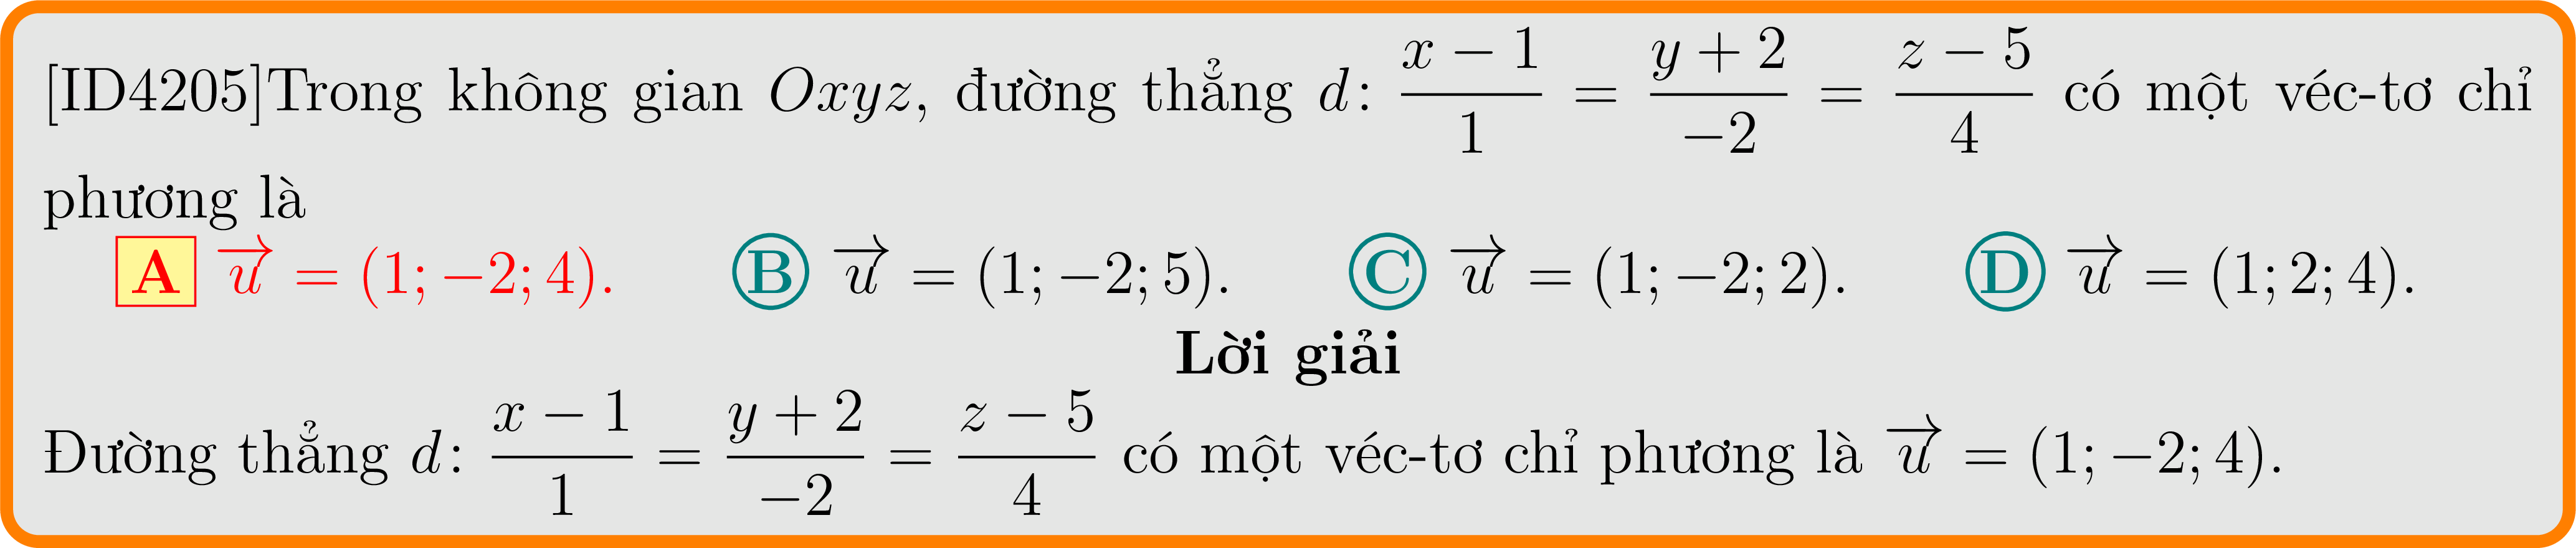 [ID4205]Trong không gian Oxyz, đường thẳng d: \frac{x − 1}{1} = \frac{y + 2}{−2} = \frac{z − 5}{4} có một véc-tơ chỉ
phương là
A \overrightarrow{u} = (1; −2; 4). B \overrightarrow{u} = (1; −2; 5). C \overrightarrow{u} = (1; −2; 2). D \overrightarrow{u} = (1; 2; 4).
Lời giải
Đường thẳng d: \frac{x − 1}{1} = \frac{y + 2}{−2} = \frac{z − 5}{4} có một véc-tơ chỉ phương là \overrightarrow{u} = (1; −2; 4).